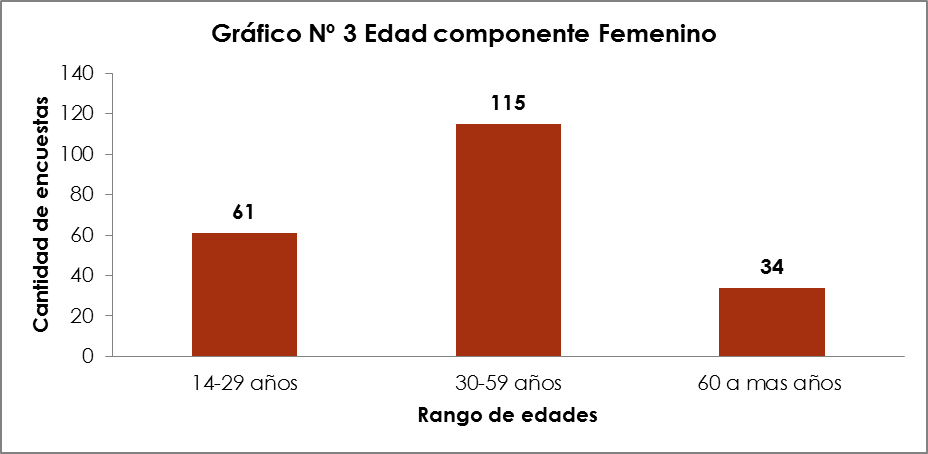 Gráfico Nº 3 Edad componente Femenino
Cantidad de encuestas
140
120
100
80
60
40
20
0
61
115
34
14-29 años
30-59 años
60 a mas años
Rango de edades